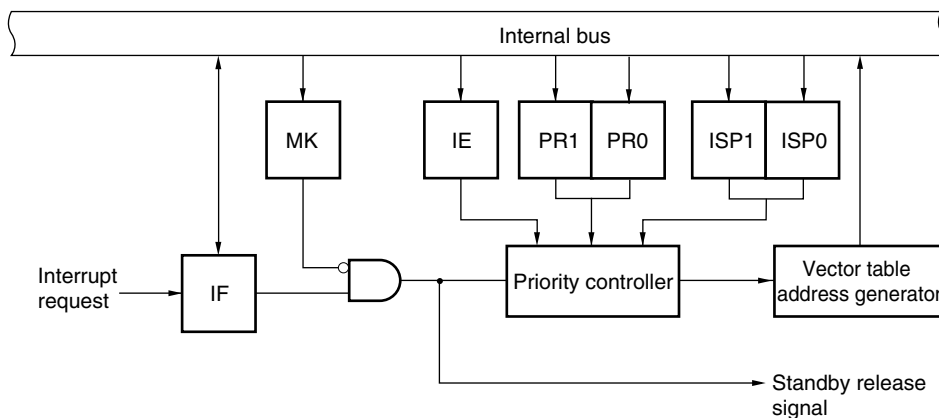 Internal bus
MK
IE
PR1
PR0
ISP1
ISP0
Interrupt
request
IF
Priority controller
Vector table
address generator
Standby release
signal